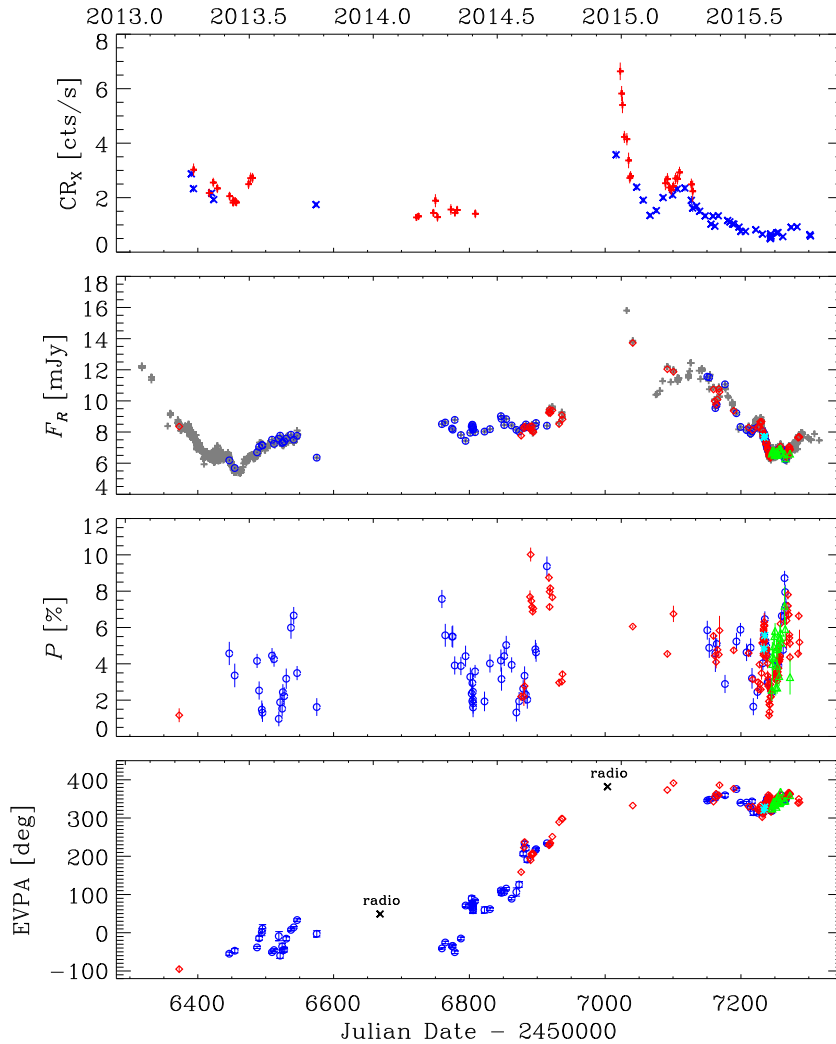 2013.0 2013.5 2014.0 2014.5 2015.0 2015.5
8
6
4
2
0
CR_X [cts/s]
18
16
14
12
10
8
6
4
F_R [mJy]
12
10
8
6
4
2
0
P [%]
400
300
200
100
0
−100
EVPA [deg]
radio
radio
6400 6600 6800 7000 7200
Julian Date − 2450000